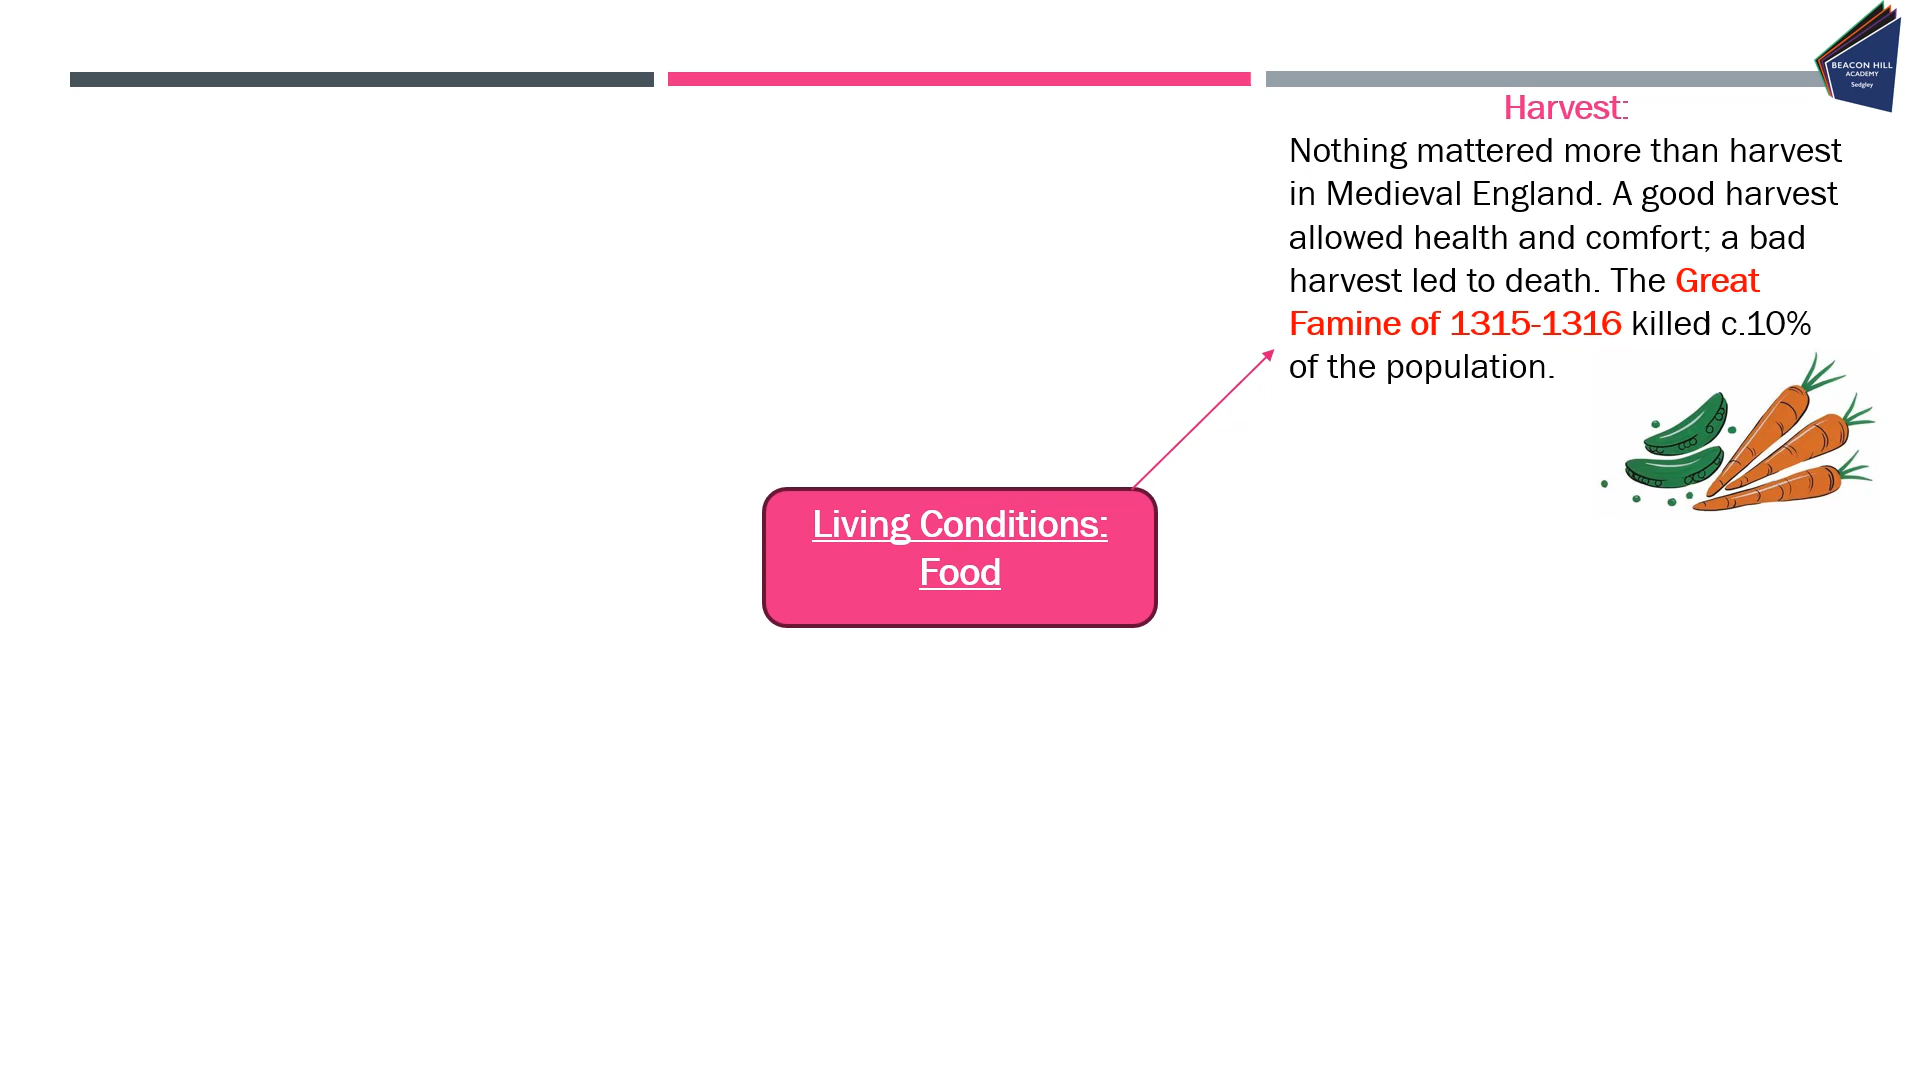 BEACON HILL
ACADEMY
Sedgley
Harvest:
Nothing mattered more than harvest
in Medieval England. A good harvest
allowed health and comfort; a bad
harvest led to death. The Great
Famine of 1315-1316 killed c.10%
of the population.
Living Conditions:
Food